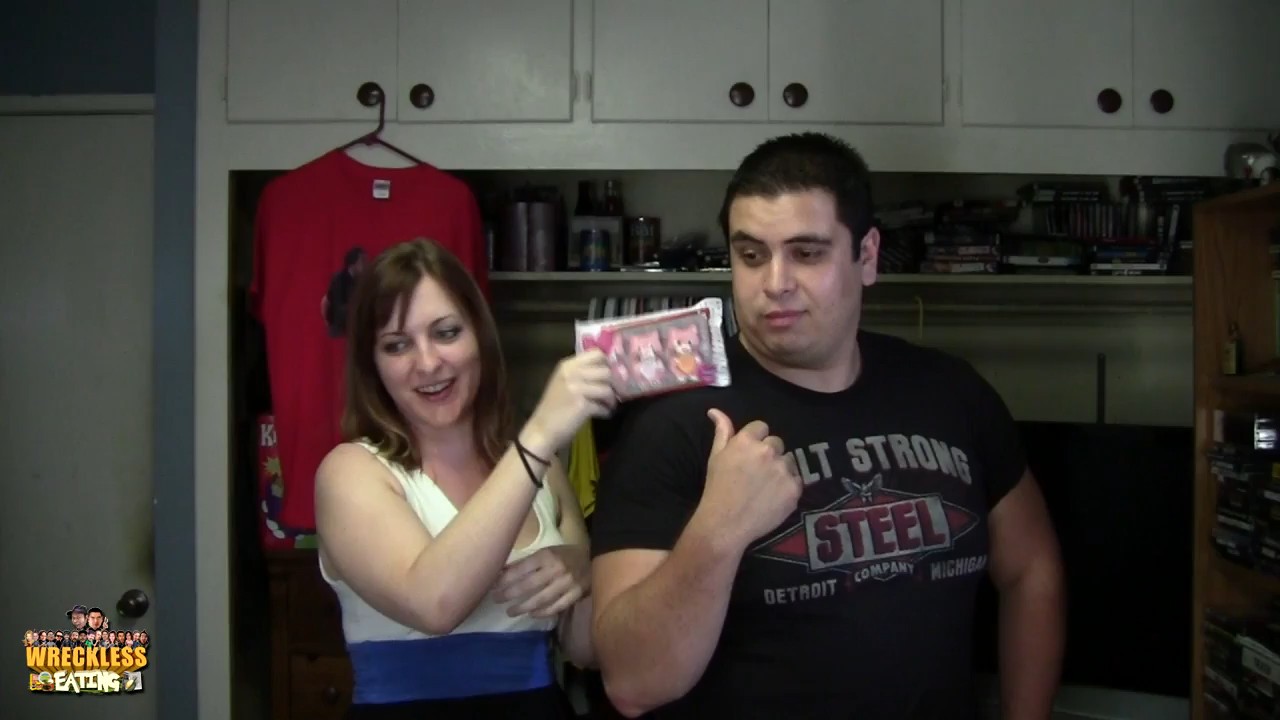 ILT STRONG
STEEL
COMPANY
DETROIT MICHIGAN
K
WRECKLESS
EATING